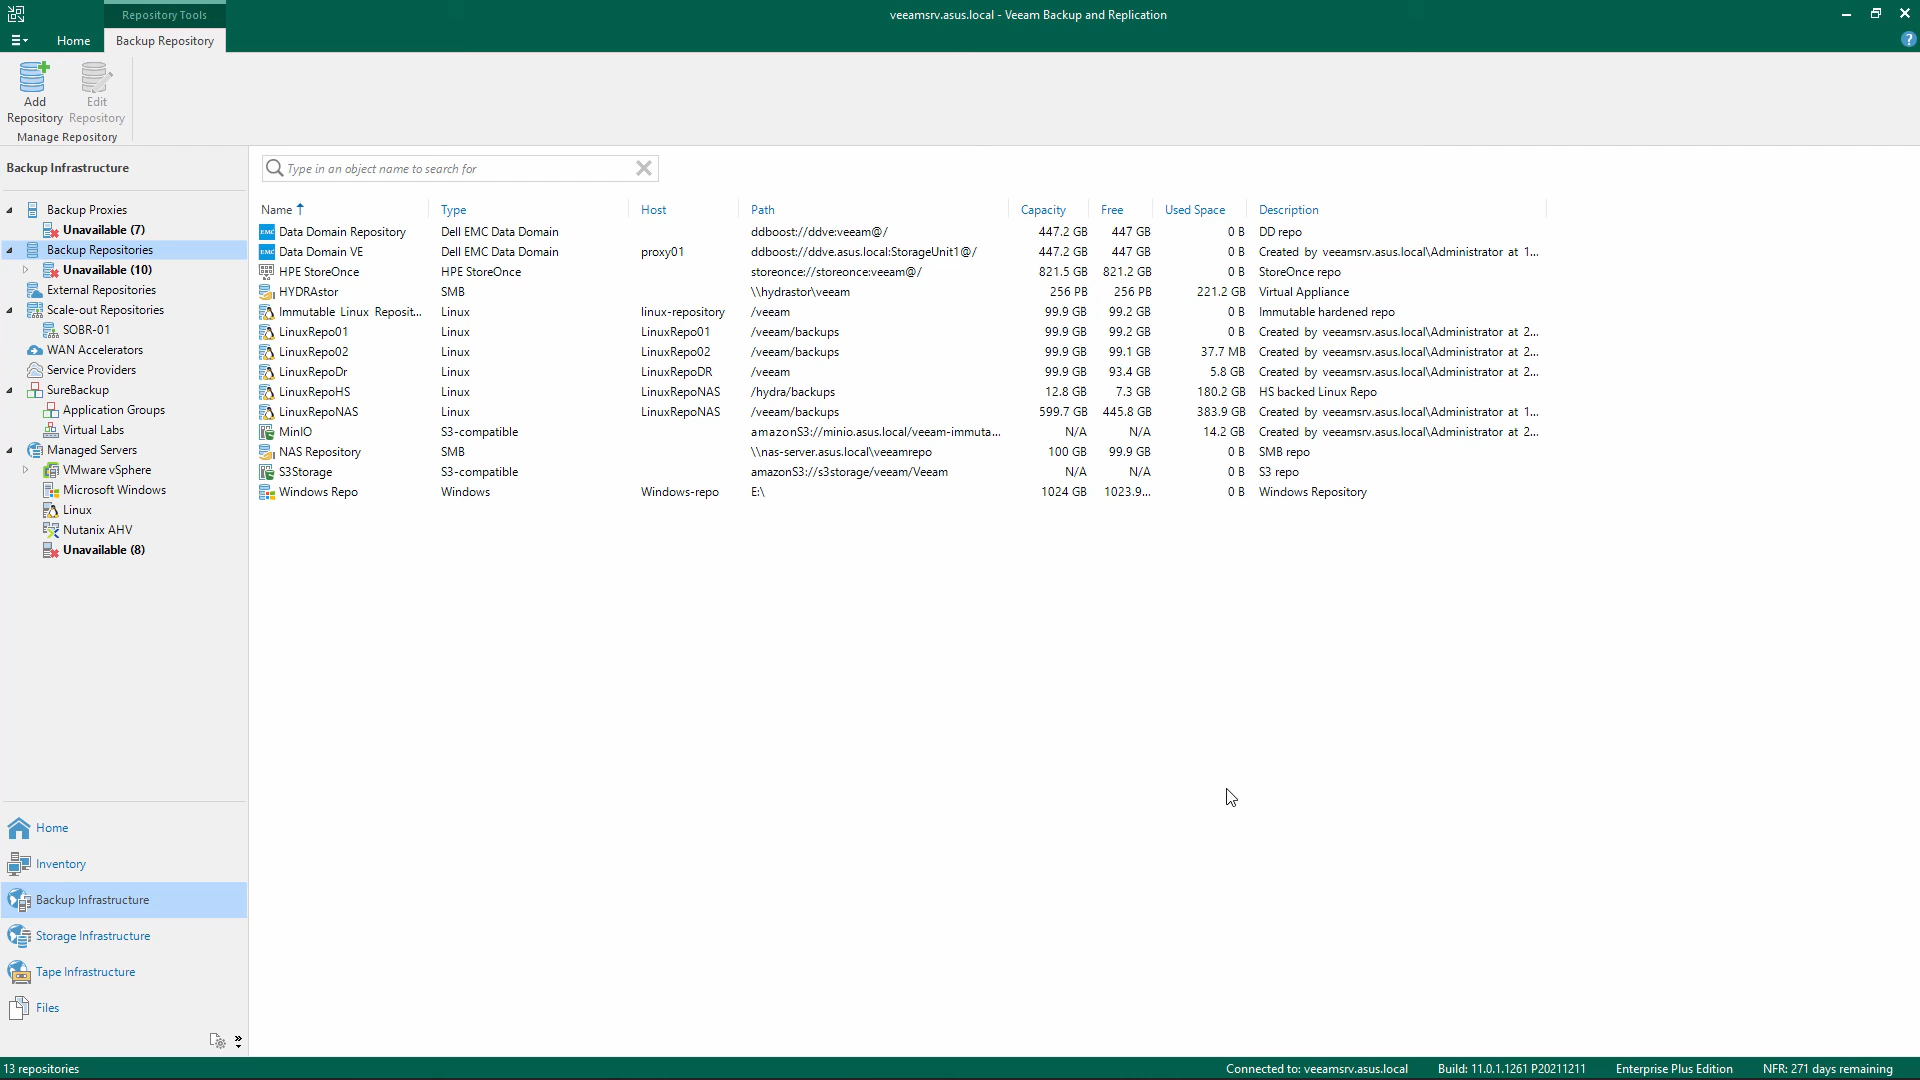 Repository Tools
veeamsrv.asus.local - Veeam Backup and Replication
Home
Backup Repository
?
Add Repository
Edit Repository
Manage Repository
Backup Infrastructure
Backup Proxies
Unavailable (7)
Backup Repositories
Unavailable (10)
External Repositories
Scale-out Repositories
SOBR-01
WAN Accelerators
Service Providers
SureBackup
Application Groups
Virtual Labs
Managed Servers
VMware vSphere
Microsoft Windows
Linux
Nutanix AHV
Unavailable (8)
Home
Inventory
Backup Infrastructure
Storage Infrastructure
Tape Infrastructure
Files
Type in an object name to search for
Name Type Host Path Capacity Free Used Space Description
EMC Data Domain Repository Dell EMC Data Domain ddboost://ddve:veeam@/ 447.2 GB 447 GB 0 B DD repo
EMC Data Domain VE Dell EMC Data Domain proxy01 ddboost://ddve.asus.local:StorageUnit1@/ 447.2 GB 447 GB 0 B Created by veeamsrv.asus.local\Administrator at 1...
HPE StoreOnce HPE StoreOnce storeonce://storeonce:veeam@/ 821.5 GB 821.2 GB 0 B StoreOnce repo
HYDRAstor SMB \\hydrastor\veeam 256 PB 256 PB 221.2 GB Virtual Appliance
Immutable Linux Reposit... Linux linux-repository /veeam 99.9 GB 99.2 GB 0 B Immutable hardened repo
LinuxRepo01 Linux LinuxRepo01 /veeam/backups 99.9 GB 99.2 GB 0 B Created by veeamsrv.asus.local\Administrator at 2...
LinuxRepo02 Linux LinuxRepo02 /veeam/backups 99.9 GB 99.1 GB 37.7 MB Created by veeamsrv.asus.local\Administrator at 2...
LinuxRepoDr Linux LinuxRepoDR /veeam 99.9 GB 93.4 GB 5.8 GB Created by veeamsrv.asus.local\Administrator at 2...
LinuxRepoHS Linux LinuxRepoNAS /hydra/backups 12.8 GB 7.3 GB 180.2 GB HS backed Linux Repo
LinuxRepoNAS Linux LinuxRepoNAS /veeam/backups 599.7 GB 445.8 GB 383.9 GB Created by veeamsrv.asus.local\Administrator at 1...
MinIO S3-compatible amazonS3://minio.asus.local/veeam-immuta... N/A N/A 14.2 GB Created by veeamsrv.asus.local\Administrator at 2...
NAS Repository SMB \\nas-server.asus.local\veeamrepo 100 GB 99.9 GB 0 B SMB repo
S3Storage S3-compatible amazonS3://s3storage/veeam/Veeam N/A N/A 0 B S3 repo
Windows Repo Windows Windows-repo E:\ 1024 GB 1023.9... 0 B Windows Repository
13 repositories
Connected to: veeamsrv.asus.local
Build: 11.0.1.1261 P20211211
Enterprise Plus Edition
NFR: 271 days remaining